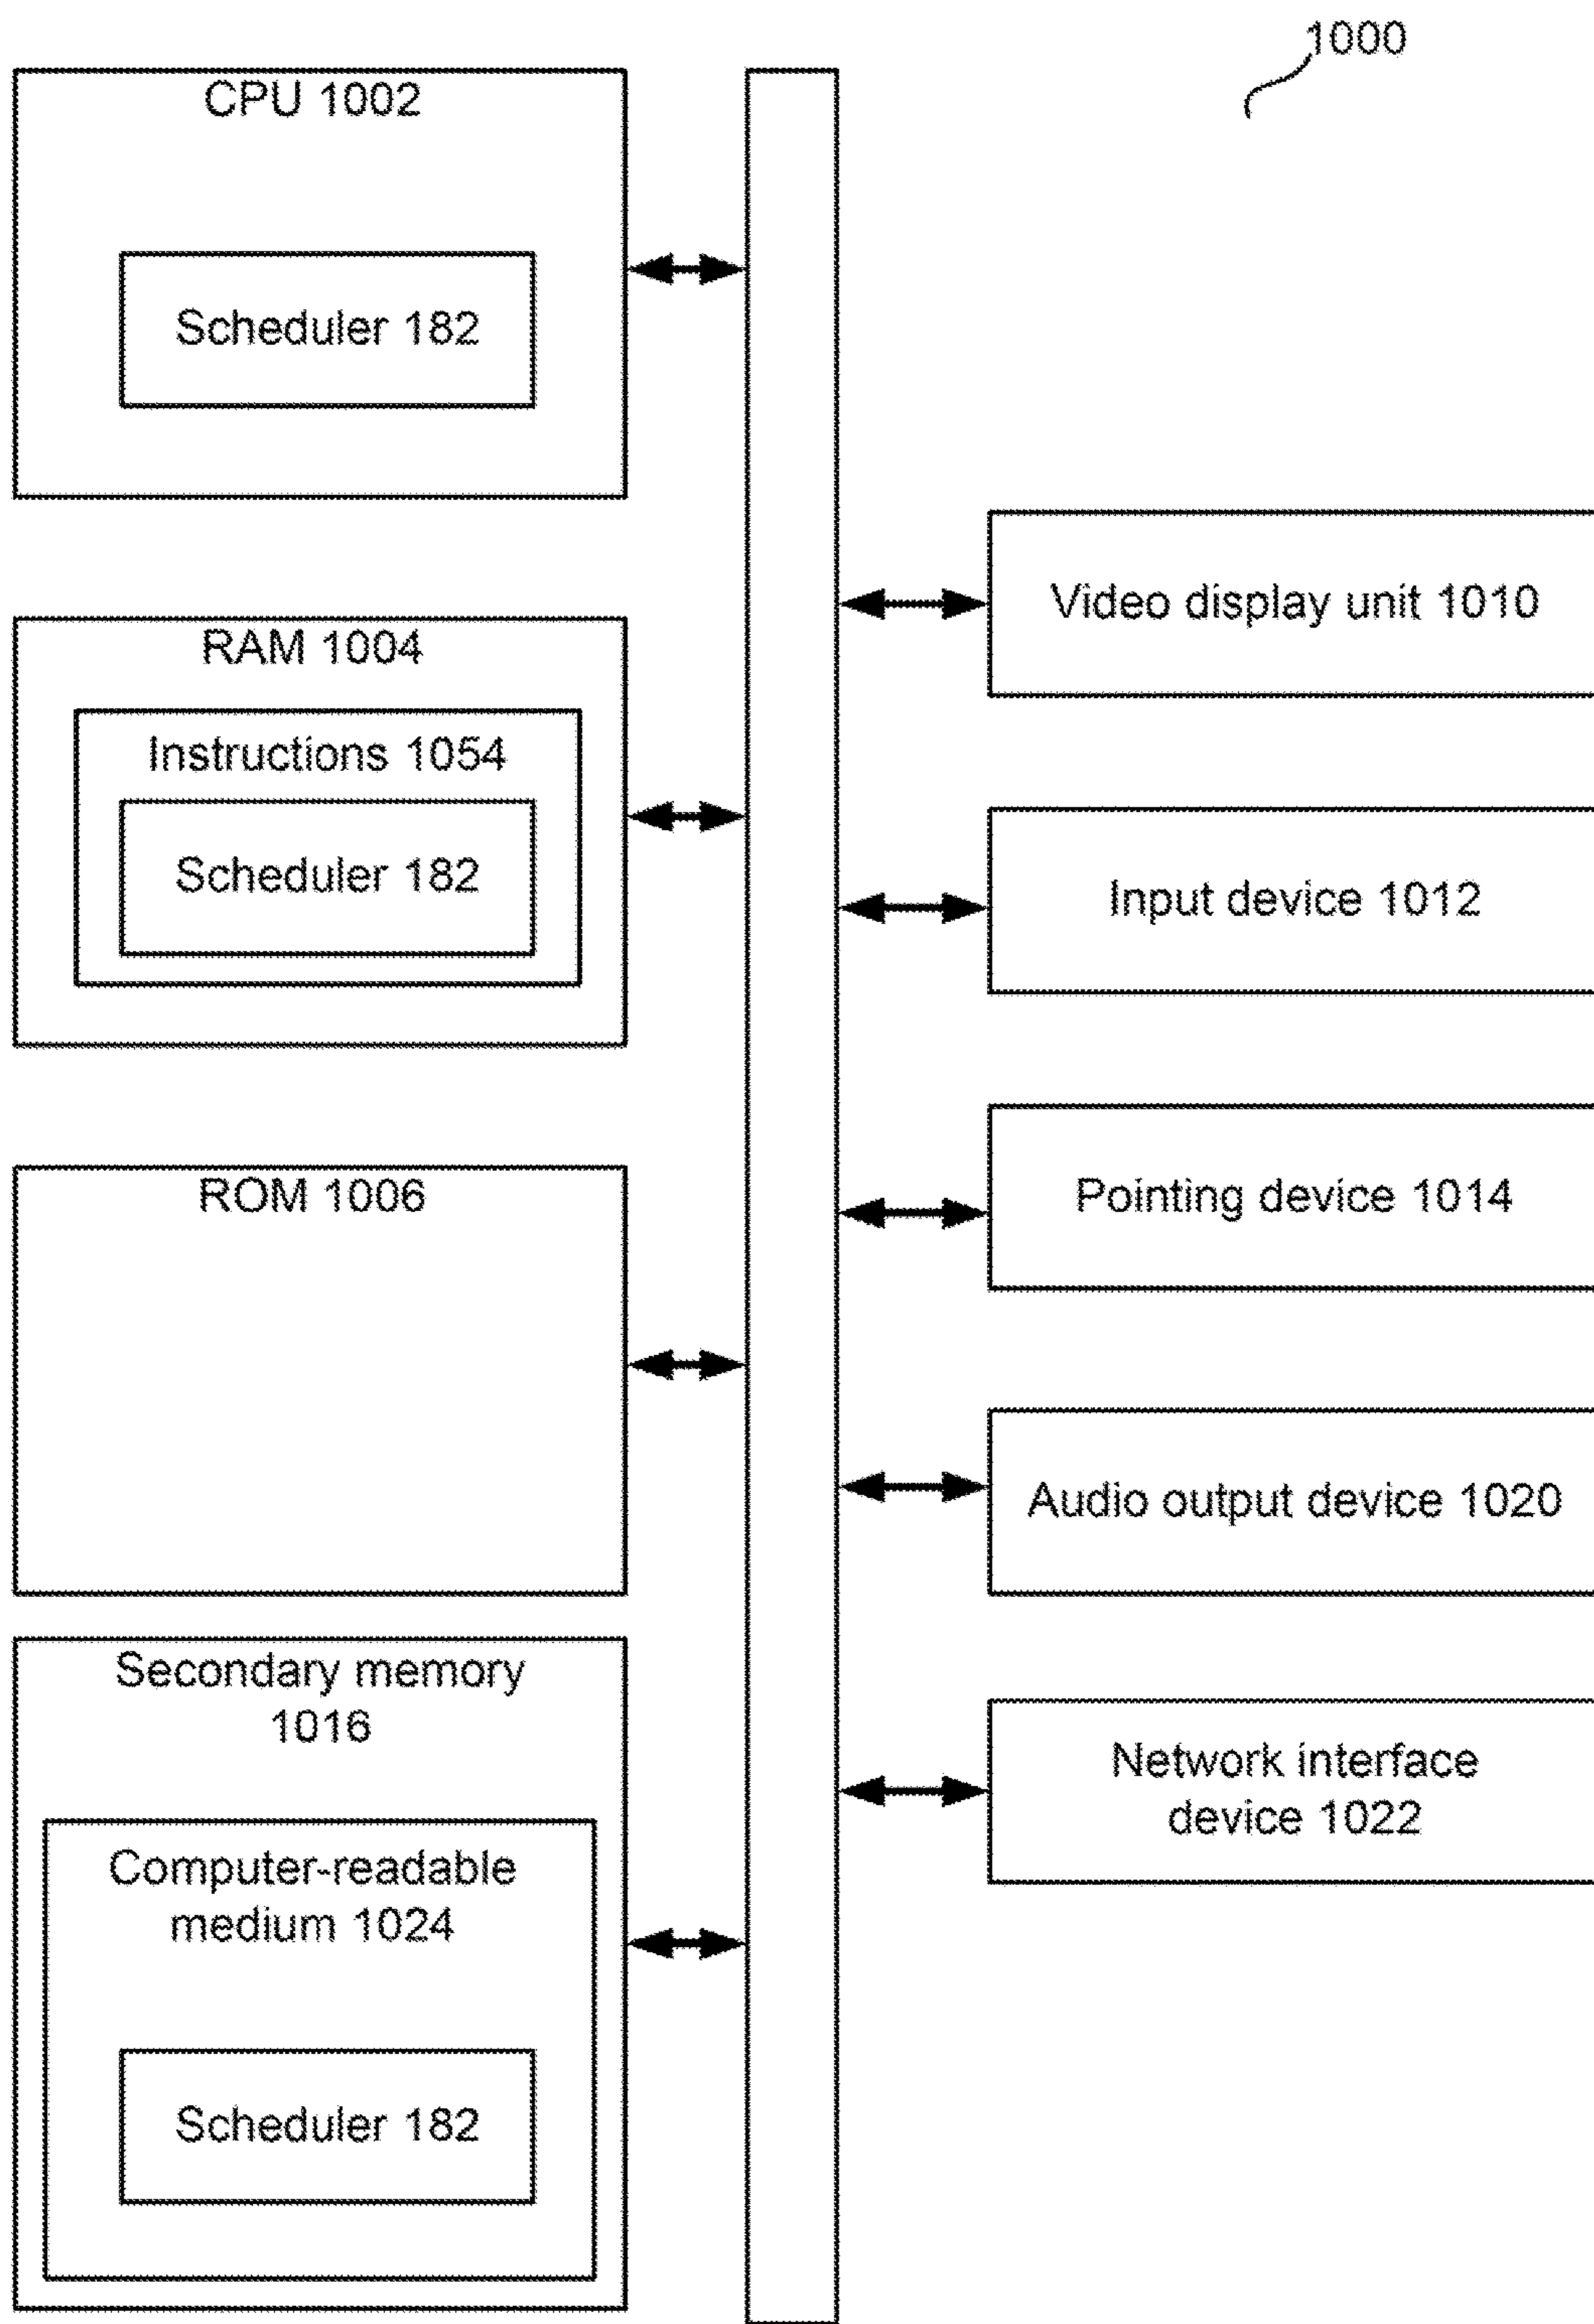 1000
CPU 1002
Scheduler 182
RAM 1004
Instructions 1054
Scheduler 182
ROM 1006
Secondary memory
1016
Computer-readable
medium 1024
Scheduler 182
Video display unit 1010
Input device 1012
Pointing device 1014
Audio output device 1020
Network interface
device 1022